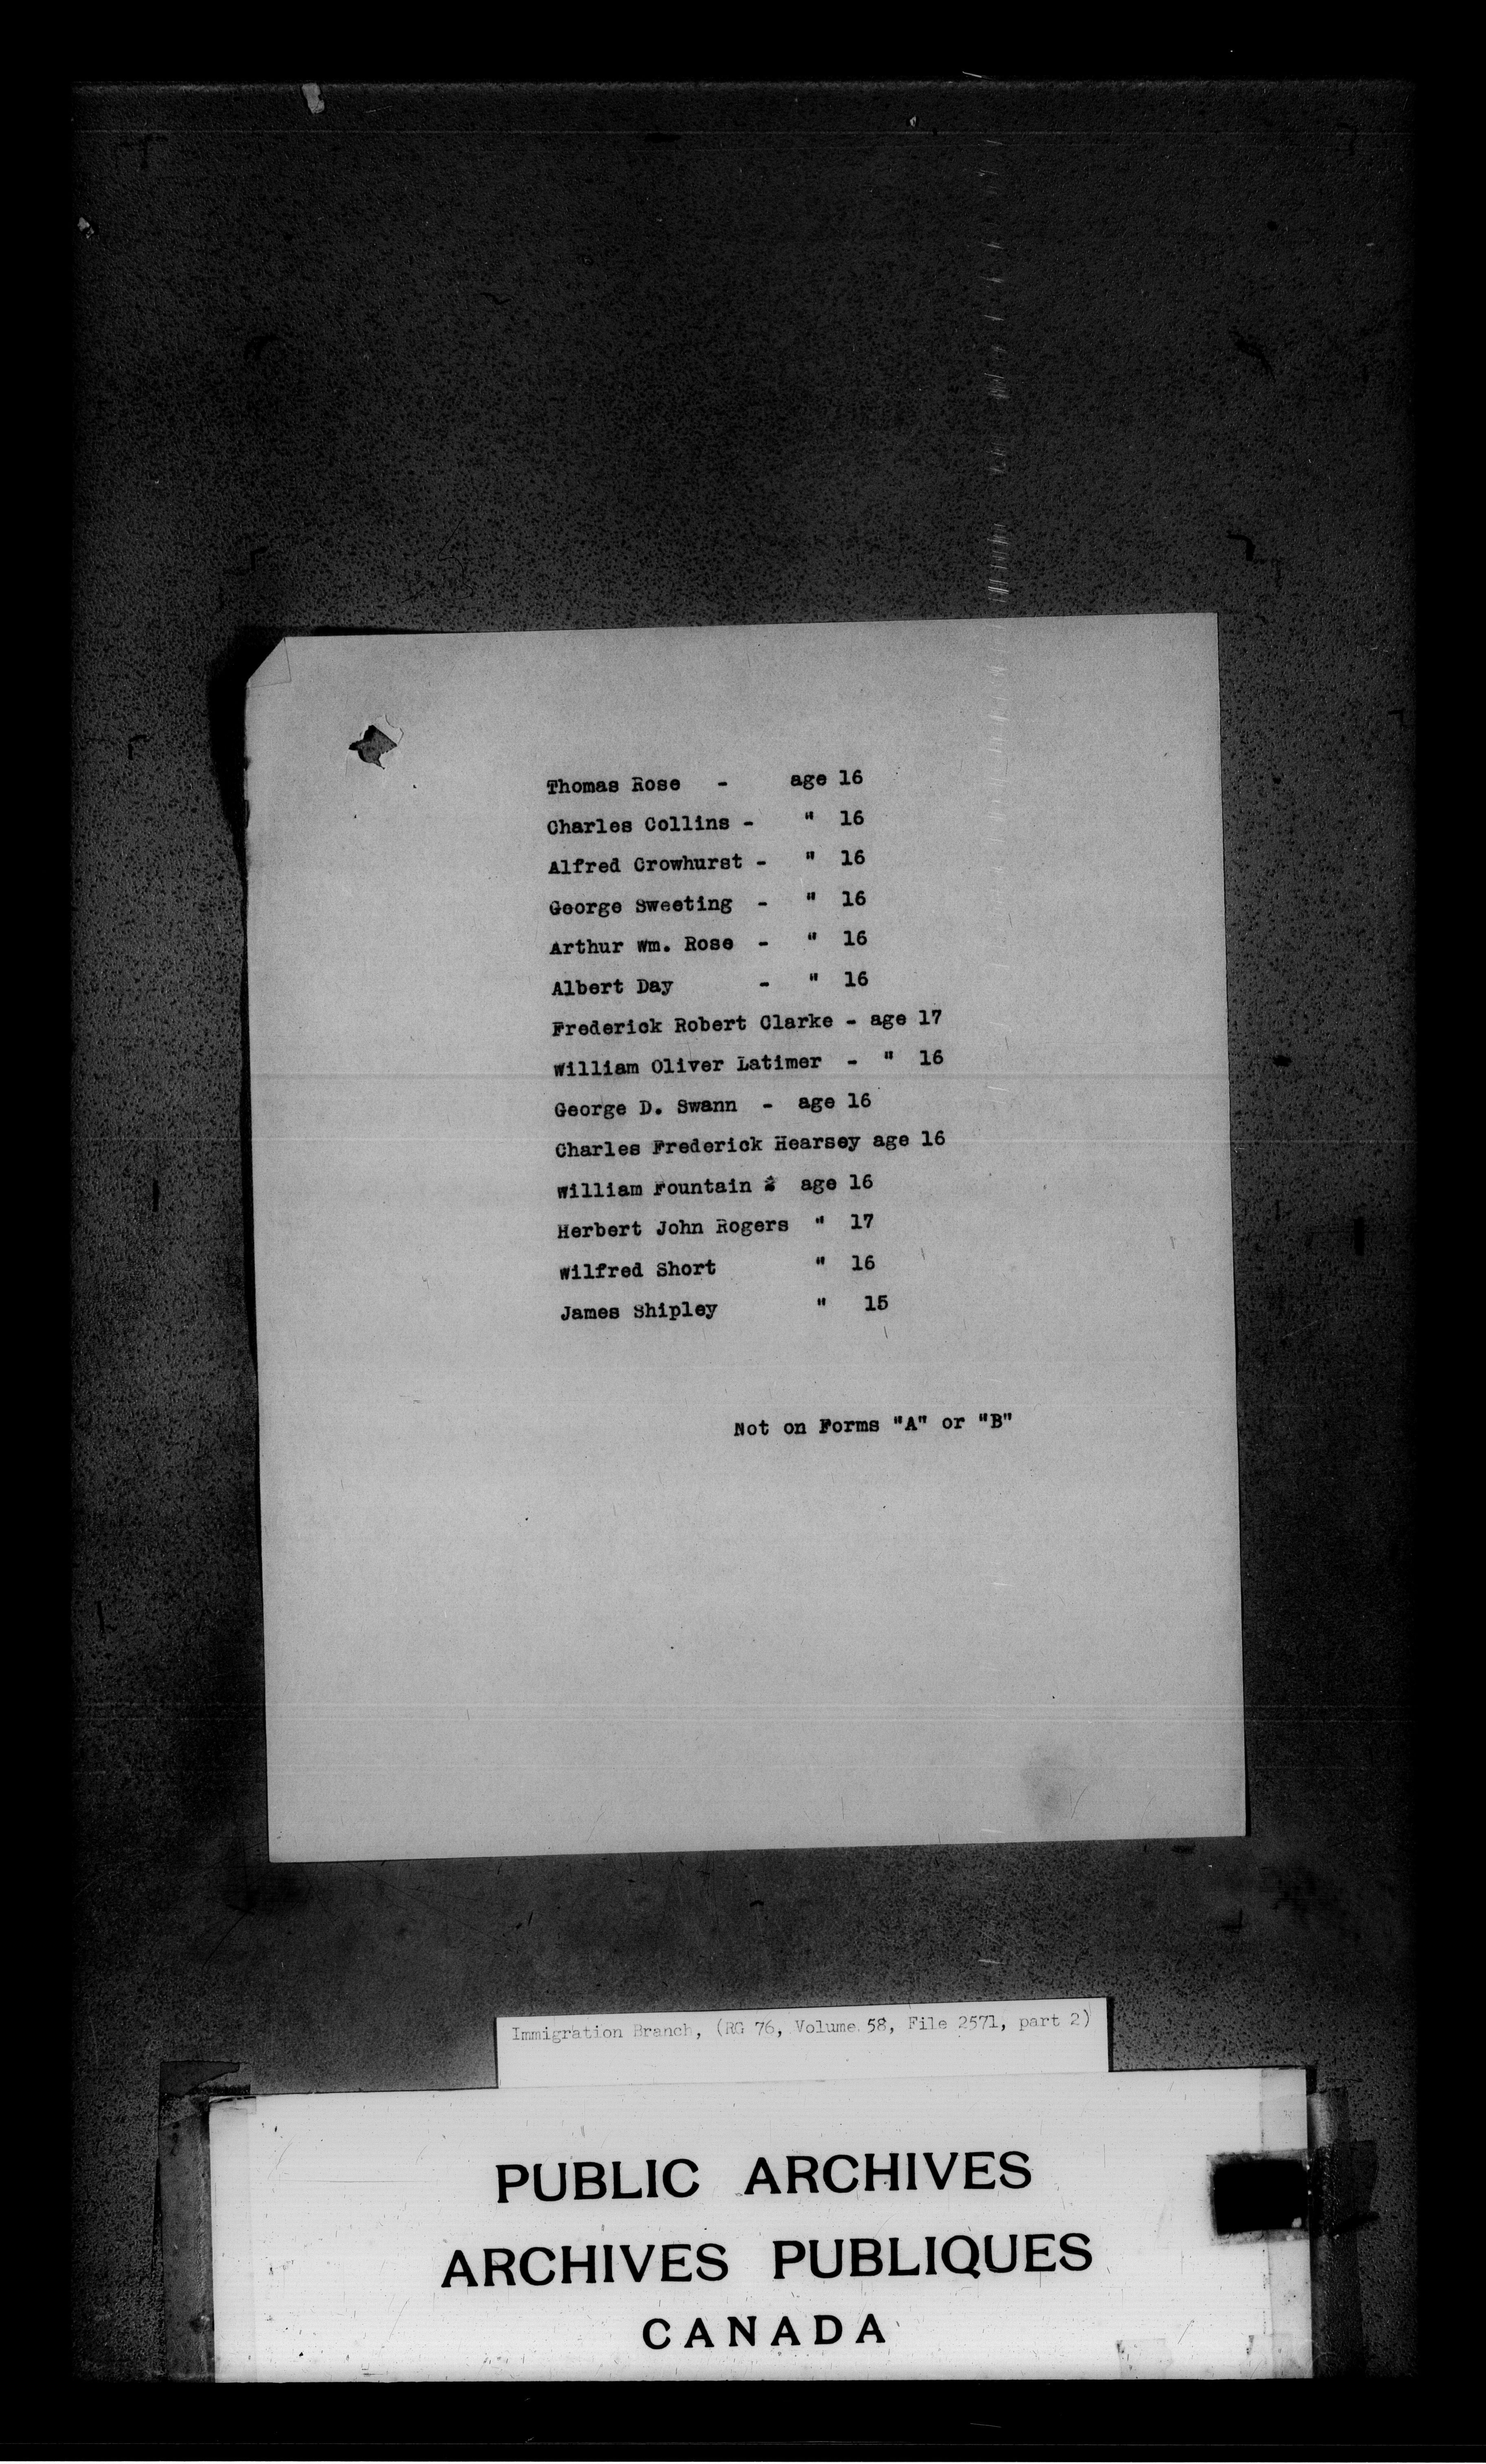 Thomas Rose - age 16
Charles Collins - " 16
Alfred Crowhurst - " 16
George Sweeting - " 16
Arthur Wm. Rose - " 16
Albert Day - " 16
Frederick Robert Clarke - age 17
William Oliver Latimer - " 16
George D. Swann - age 16
Charles Frederick Hearsey age 16
William Fountain - age 16
Herbert John Rogers " 17
Wilfred Short " 16
James Shipley " 15
Not on Forms "A" or "B"
Immigration Branch, (RG 76, Volume 58, File 2571, part 2)
PUBLIC ARCHIVES
ARCHIVES PUBLIQUES
CANADA